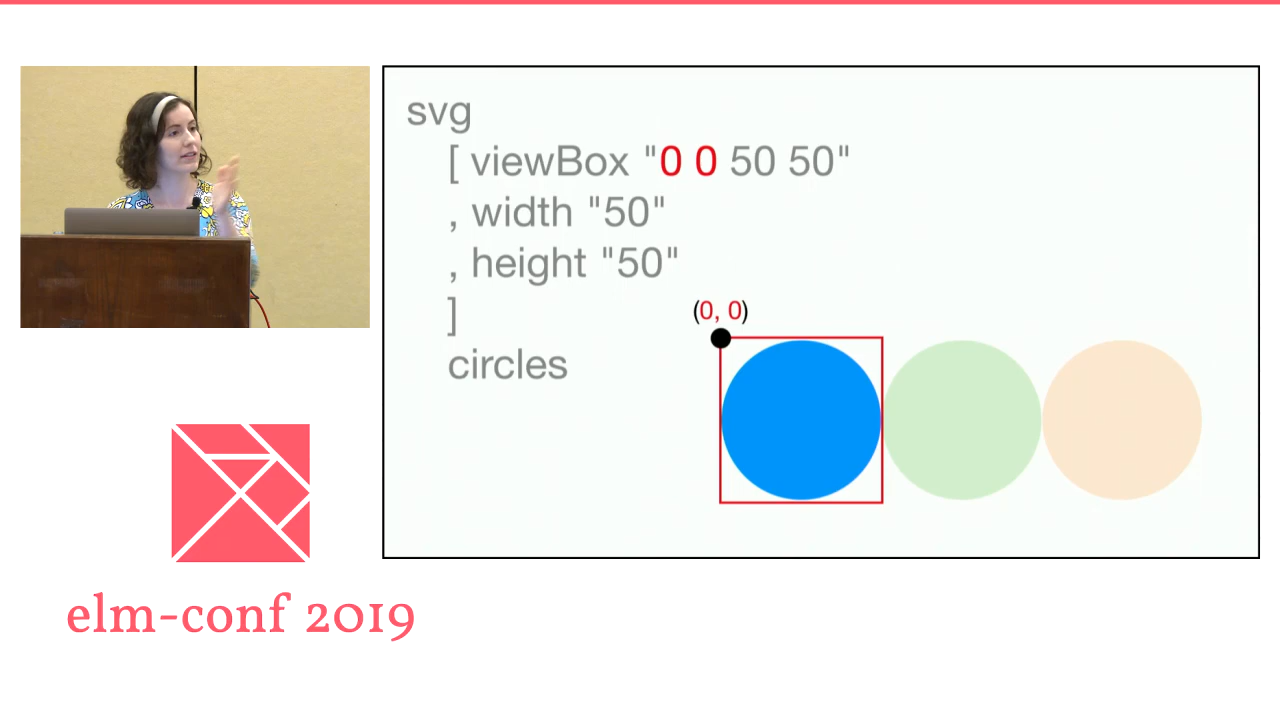 svg
[ viewBox "0 0 50 50"
, width "50"
, height "50"
]
circles
(0, 0)
elm-conf 2019